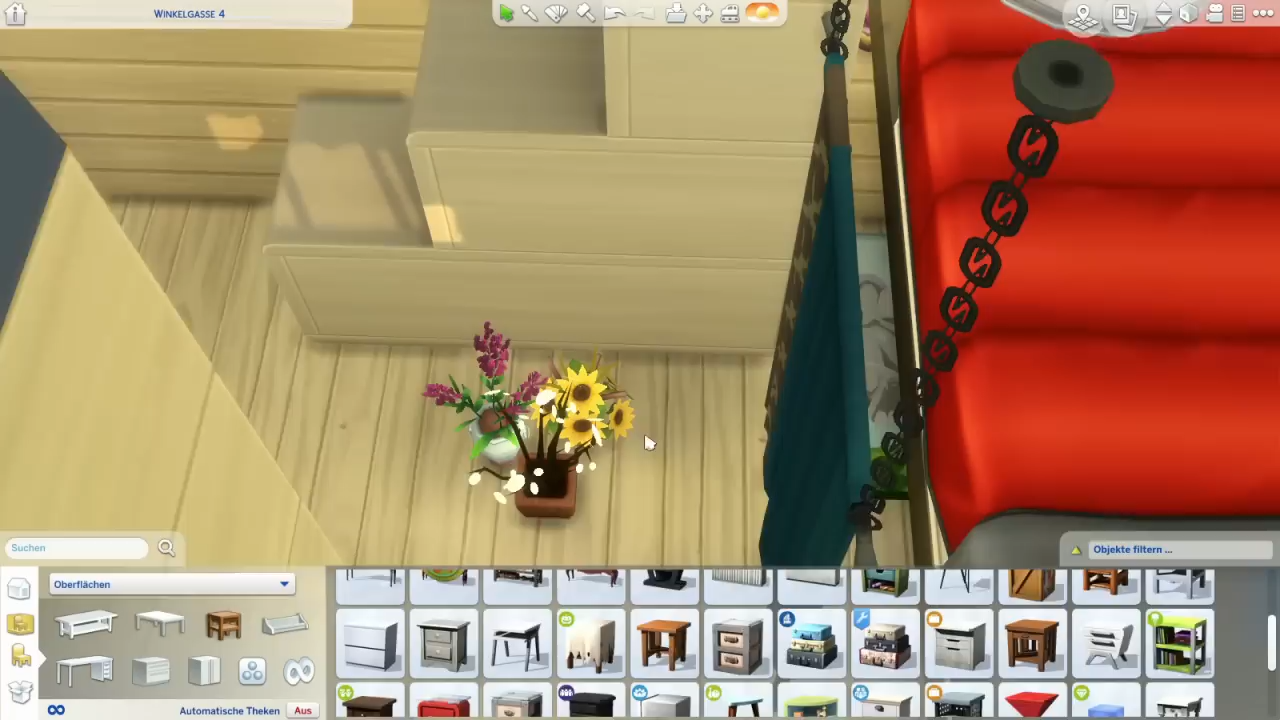 Winkelgasse 4
Suchen
Objekte filtern ...
Oberflächen
Automatische Theken
Aus